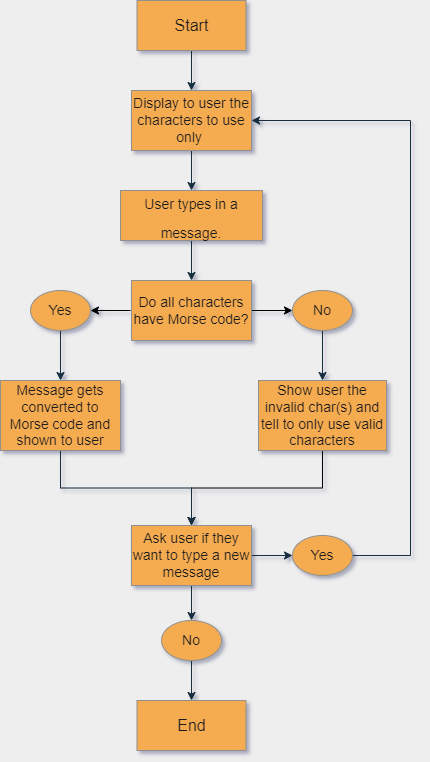 Start
Display to user the
characters to use
only
User types in a
message.
Do all characters
have Morse code?
Yes
No
Message gets
converted to
Morse code and
shown to user
Show user the
invalid char(s) and
tell to only use valid
characters
Ask user if they
want to type a new
message
Yes
No
End